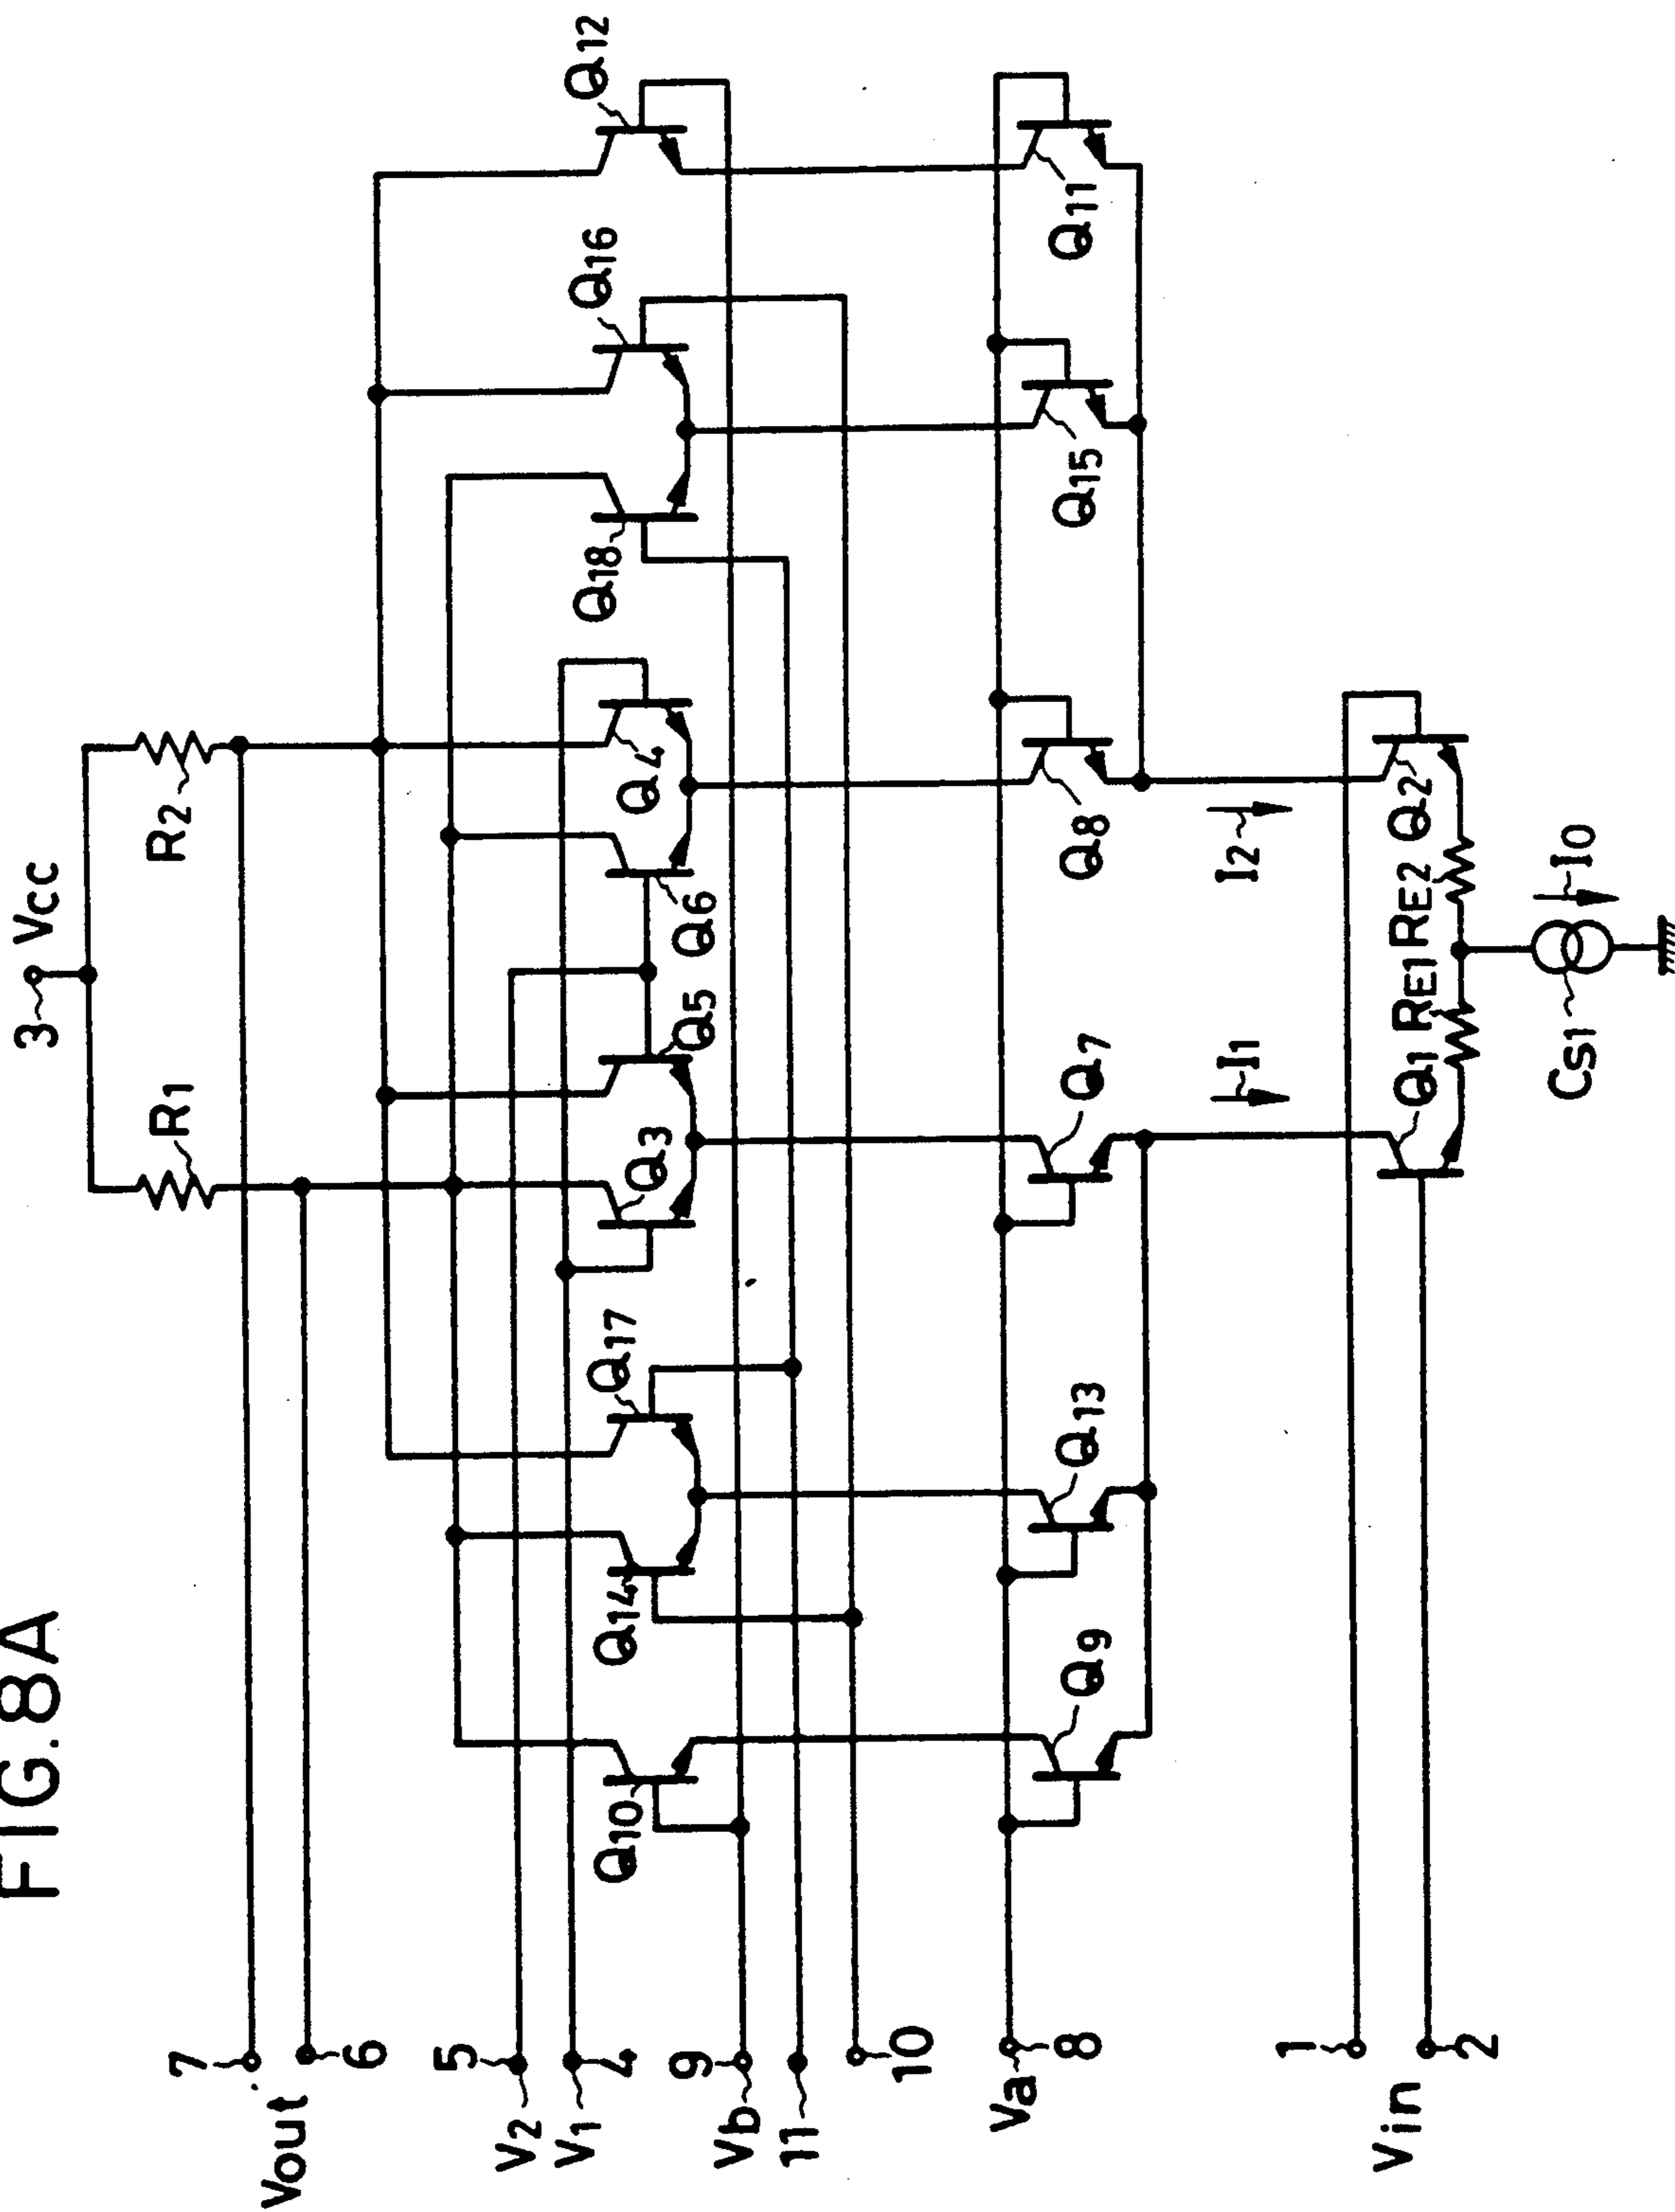 FIG.8A
3 Vcc
R1
R2
7
Vout
6
5
V2
V1
4
9
Vb
11
10
Va
8
1
Vin
2
Q10
Q14
Q17
Q3
Q5
Q6
Q4
Q18
Q16
Q12
Q9
Q13
Q7
Q8
Q15
Q11
I1
I2
Q1 RE1 RE2 Q2
CS1
I0